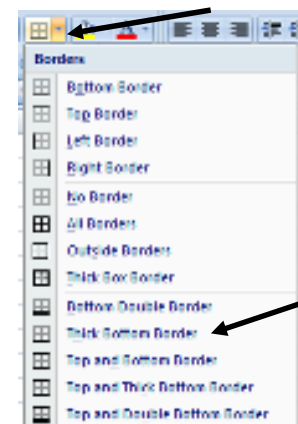 Borders
Bottom Border
Top Border
Left Border
Right Border
No Border
All Borders
Outside Borders
Thick Box Border
Bottom Double Border
Thick Bottom Border
Top and Bottom Border
Top and Thick Bottom Border
Top and Double Bottom Border